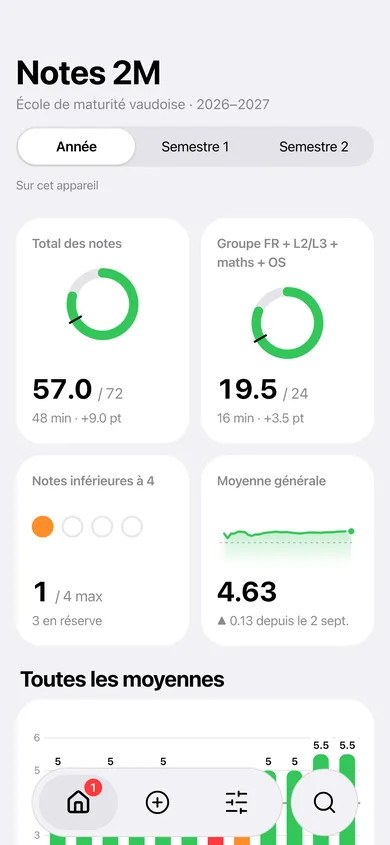 Notes 2M
École de maturité vaudoise · 2026–2027
Année
Semestre 1
Semestre 2
Sur cet appareil
Total des notes
57.0 / 72
48 min · +9.0 pt
Groupe FR + L2/L3 +
maths + OS
19.5 / 24
16 min · +3.5 pt
Notes inférieures à 4
1 / 4 max
3 en réserve
Moyenne générale
4.63
▲ 0.13 depuis le 2 sept.
Toutes les moyennes
6
5
3
5
5
5
5
5
5.5
5.5
1